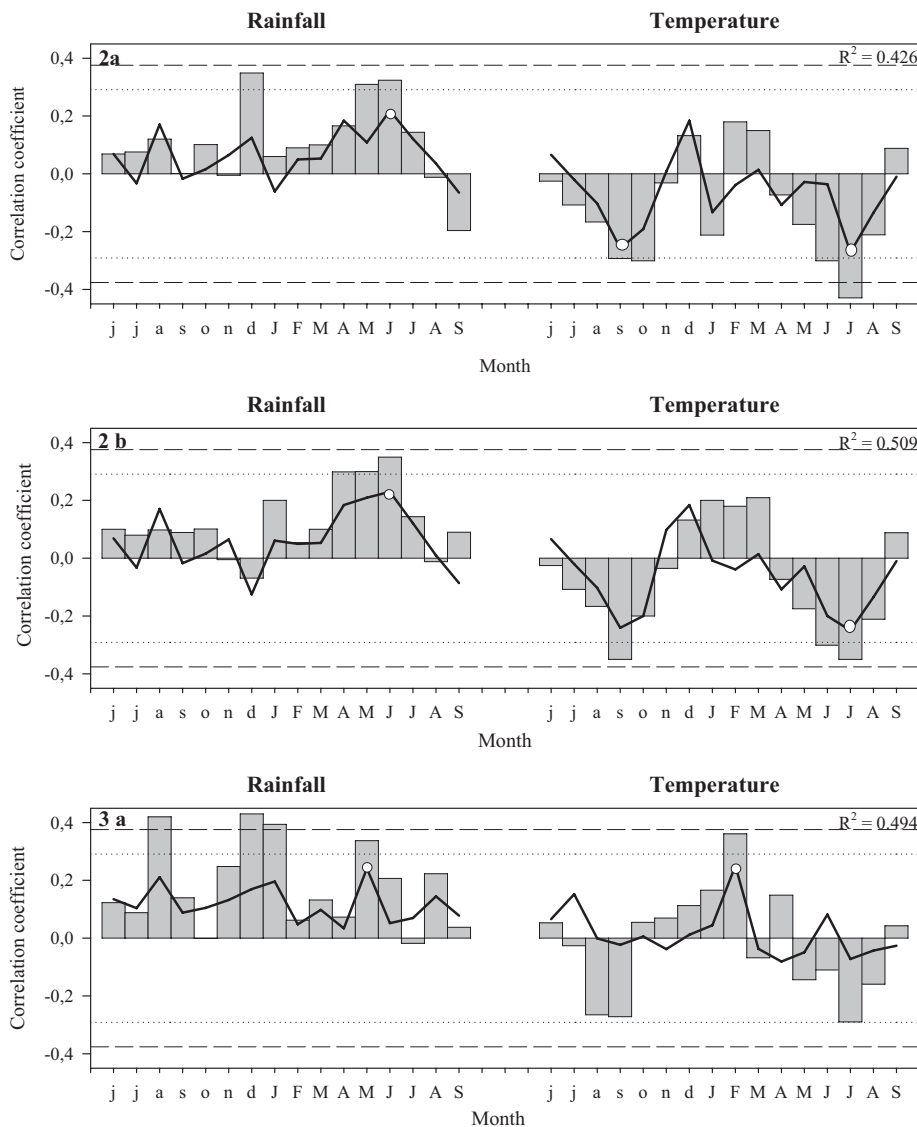 Rainfall Temperature
2a R² = 0.426
0,4
0,2
0,0
-0,2
-0,4
Correlation coefficient
j j a s o n d J F M A M J J A S j j a s o n d J F M A M J J A S
Month
Rainfall Temperature
2 b R² = 0.509
0,4
0,2
0,0
-0,2
-0,4
Correlation coefficient
j j a s o n d J F M A M J J A S j j a s o n d J F M A M J J A S
Month
Rainfall Temperature
3 a R² = 0.494
0,4
0,2
0,0
-0,2
-0,4
Correlation coefficient
j j a s o n d J F M A M J J A S j j a s o n d J F M A M J J A S
Month